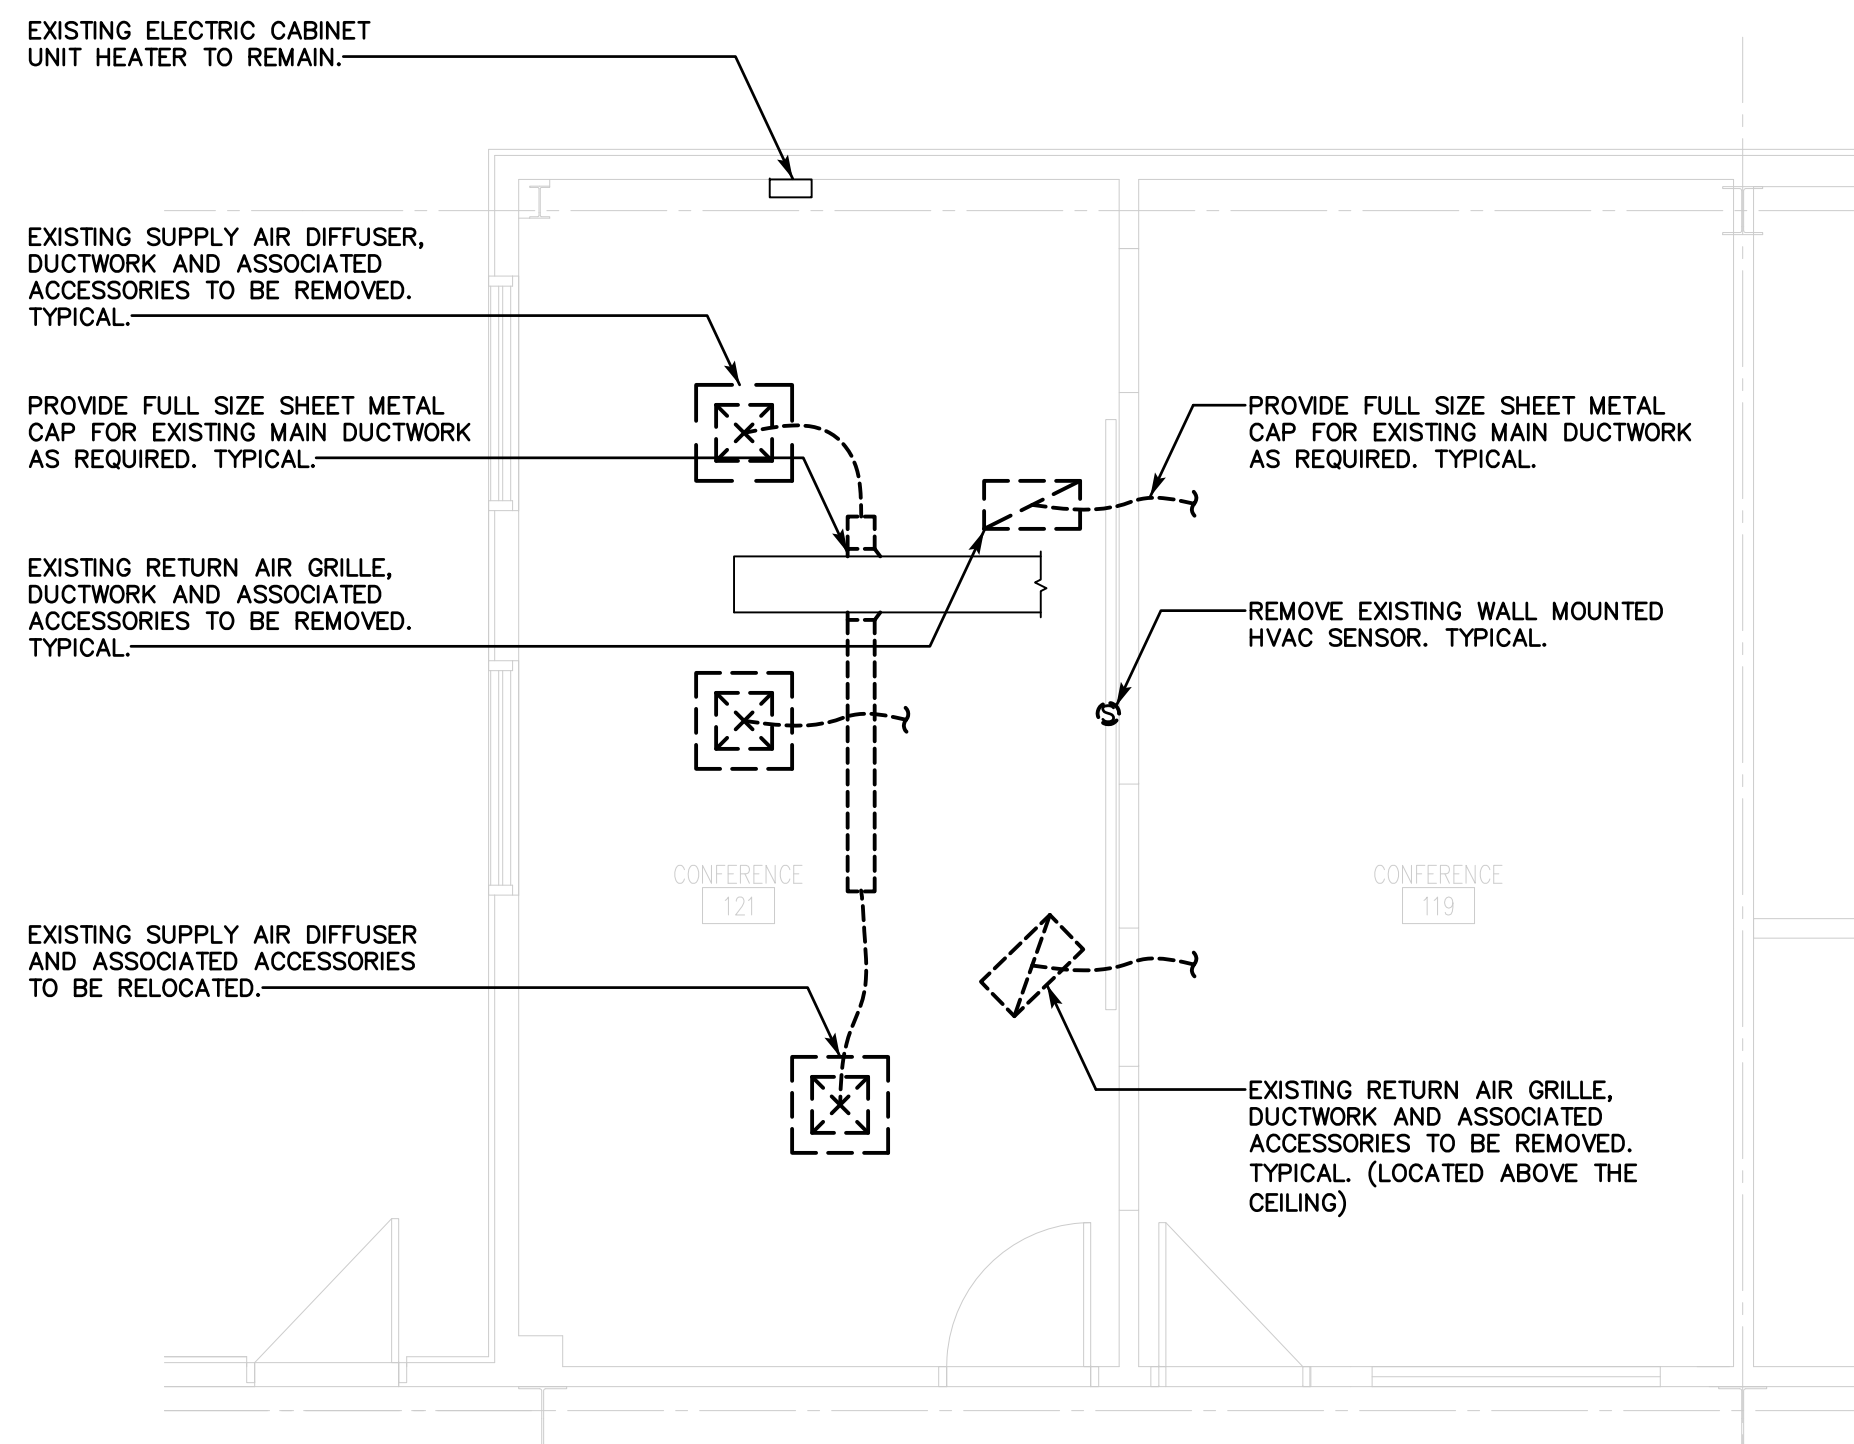 EXISTING ELECTRIC CABINET
UNIT HEATER TO REMAIN.
EXISTING SUPPLY AIR DIFFUSER,
DUCTWORK AND ASSOCIATED
ACCESSORIES TO BE REMOVED.
TYPICAL.
PROVIDE FULL SIZE SHEET METAL
CAP FOR EXISTING MAIN DUCTWORK
AS REQUIRED. TYPICAL.
PROVIDE FULL SIZE SHEET METAL
CAP FOR EXISTING MAIN DUCTWORK
AS REQUIRED. TYPICAL.
EXISTING RETURN AIR GRILLE,
DUCTWORK AND ASSOCIATED
ACCESSORIES TO BE REMOVED.
TYPICAL.
REMOVE EXISTING WALL MOUNTED
HVAC SENSOR. TYPICAL.
S
CONFERENCE
121
CONFERENCE
119
EXISTING SUPPLY AIR DIFFUSER
AND ASSOCIATED ACCESSORIES
TO BE RELOCATED.
EXISTING RETURN AIR GRILLE,
DUCTWORK AND ASSOCIATED
ACCESSORIES TO BE REMOVED.
TYPICAL. (LOCATED ABOVE THE
CEILING)